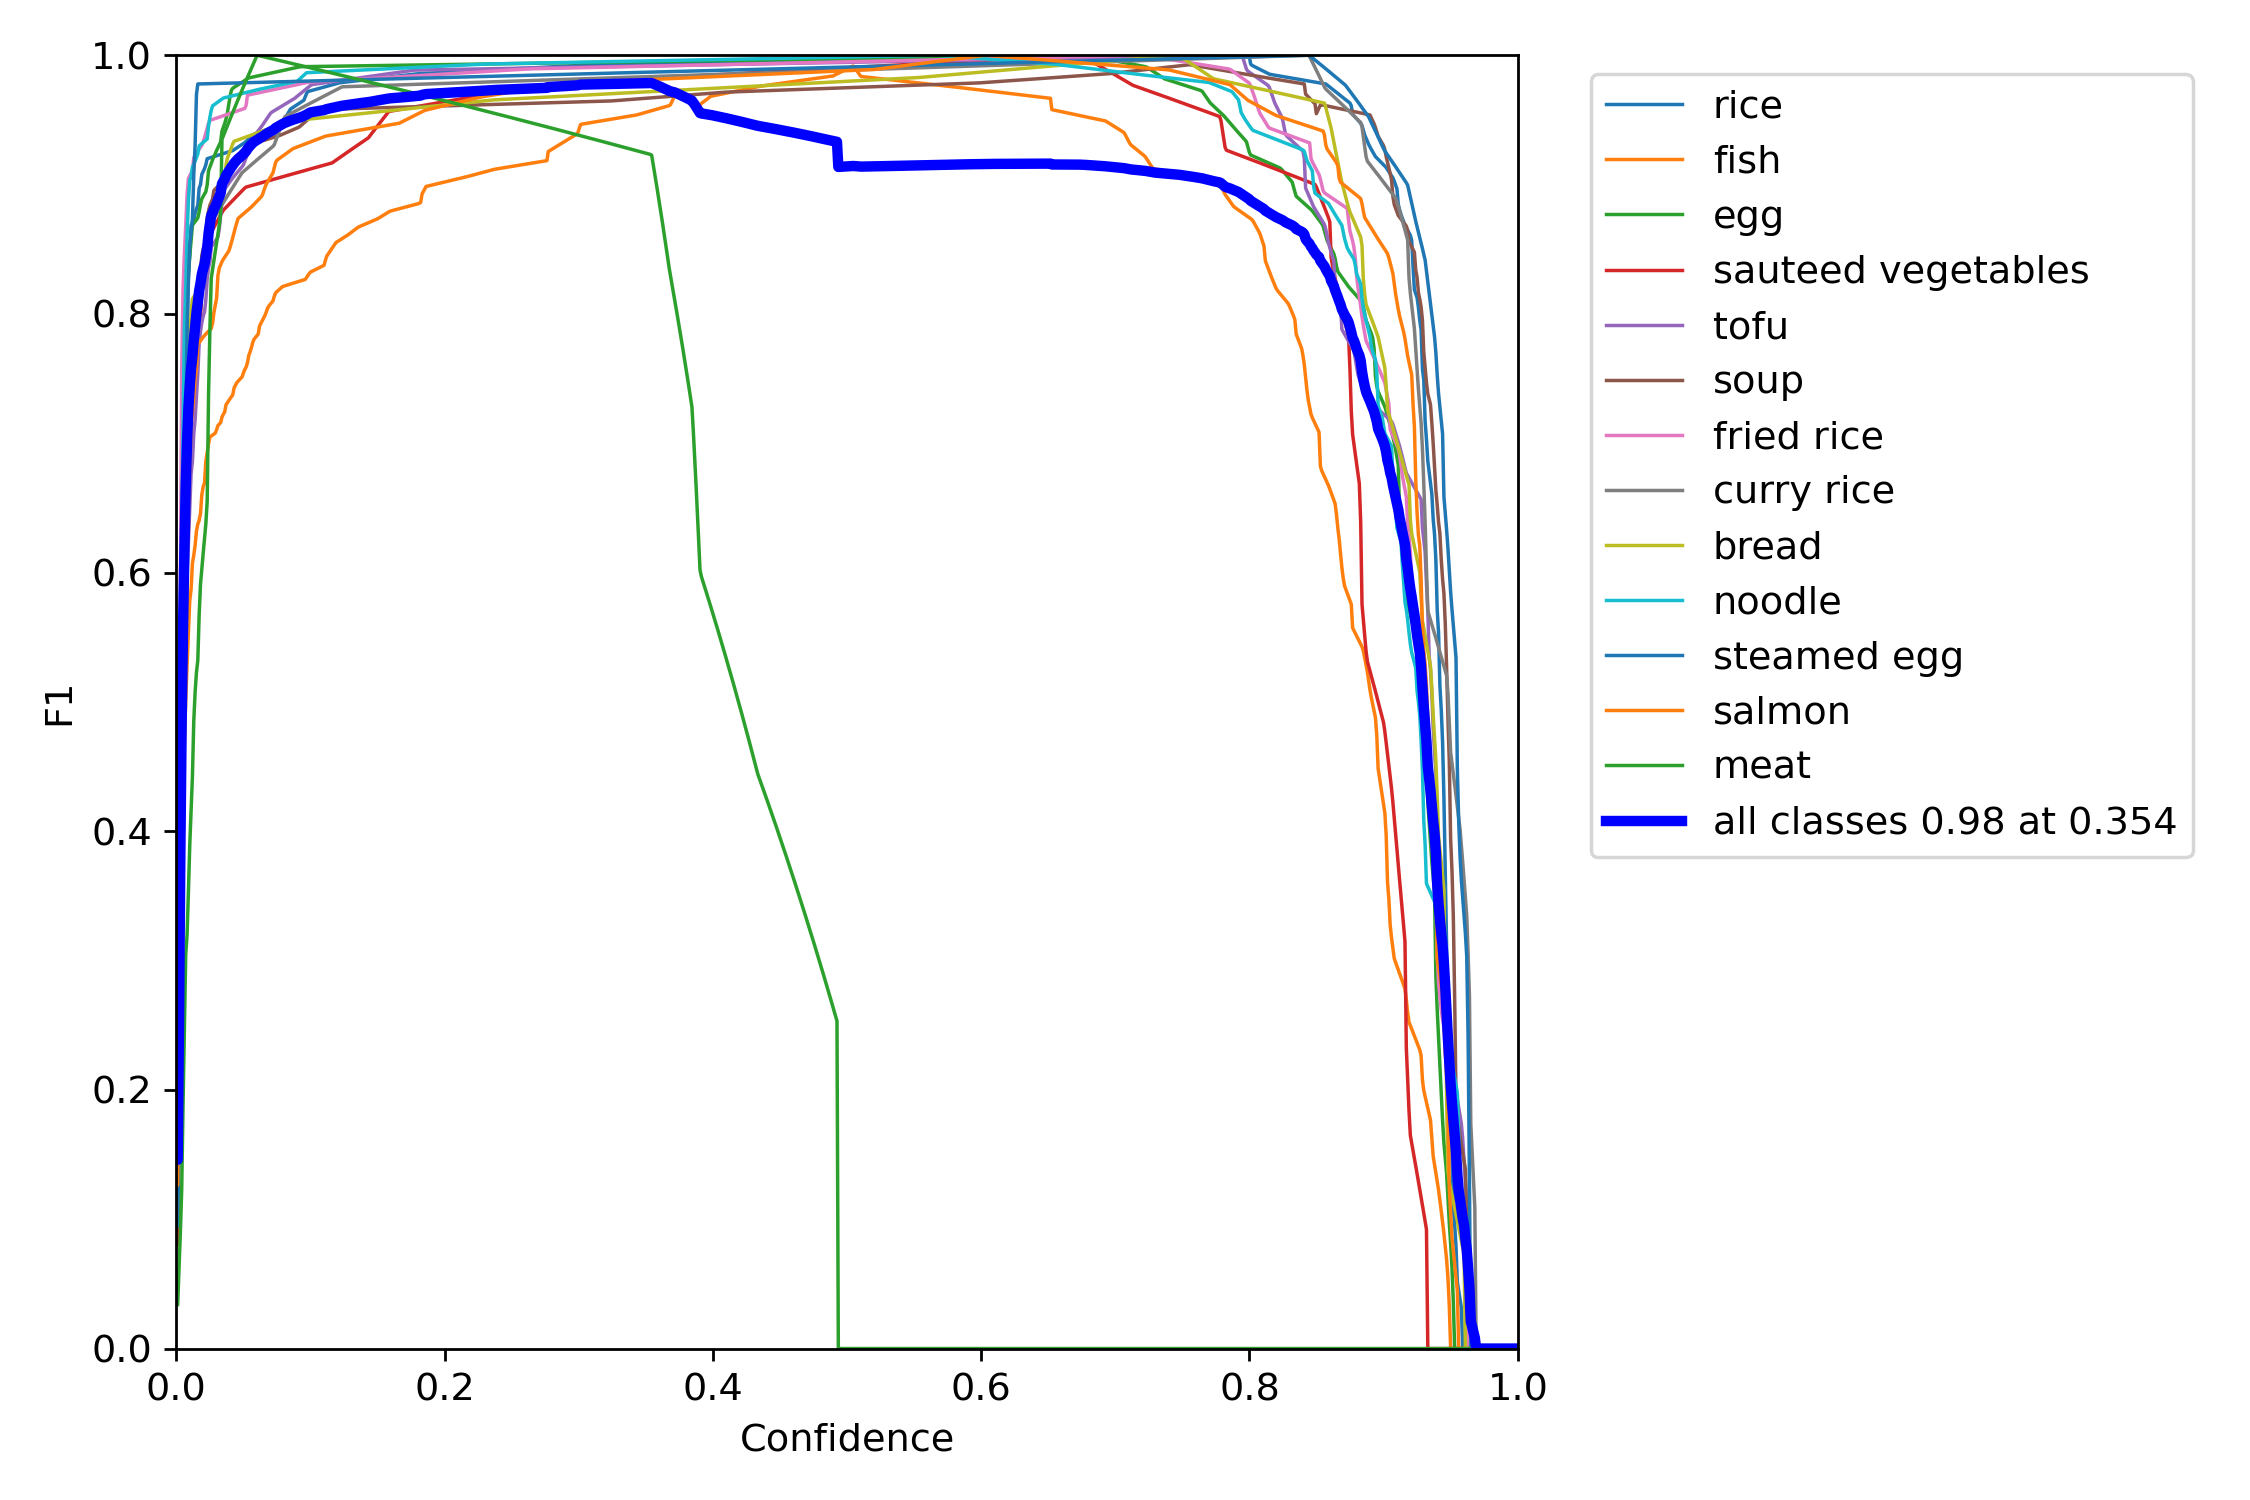 1.0
0.8
0.6
0.4
0.2
0.0
F1
0.0 0.2 0.4 0.6 0.8 1.0
Confidence
rice
fish
egg
sauteed vegetables
tofu
soup
fried rice
curry rice
bread
noodle
steamed egg
salmon
meat
all classes 0.98 at 0.354